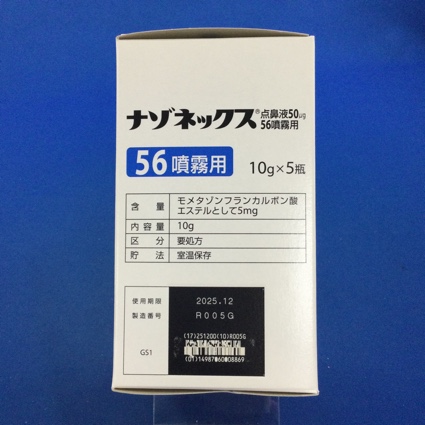 ナゾネックス®点鼻液50μg
56噴霧用
56噴霧用
10g×5瓶
含量 モメタゾンフランカルボン酸
エステルとして5mg
内容量 10g
区分 要処方
貯法 室温保存
使用期限 2025.12
製造番号 R005G
(17)251200(10)R005G
GS1
(01)14987060008869